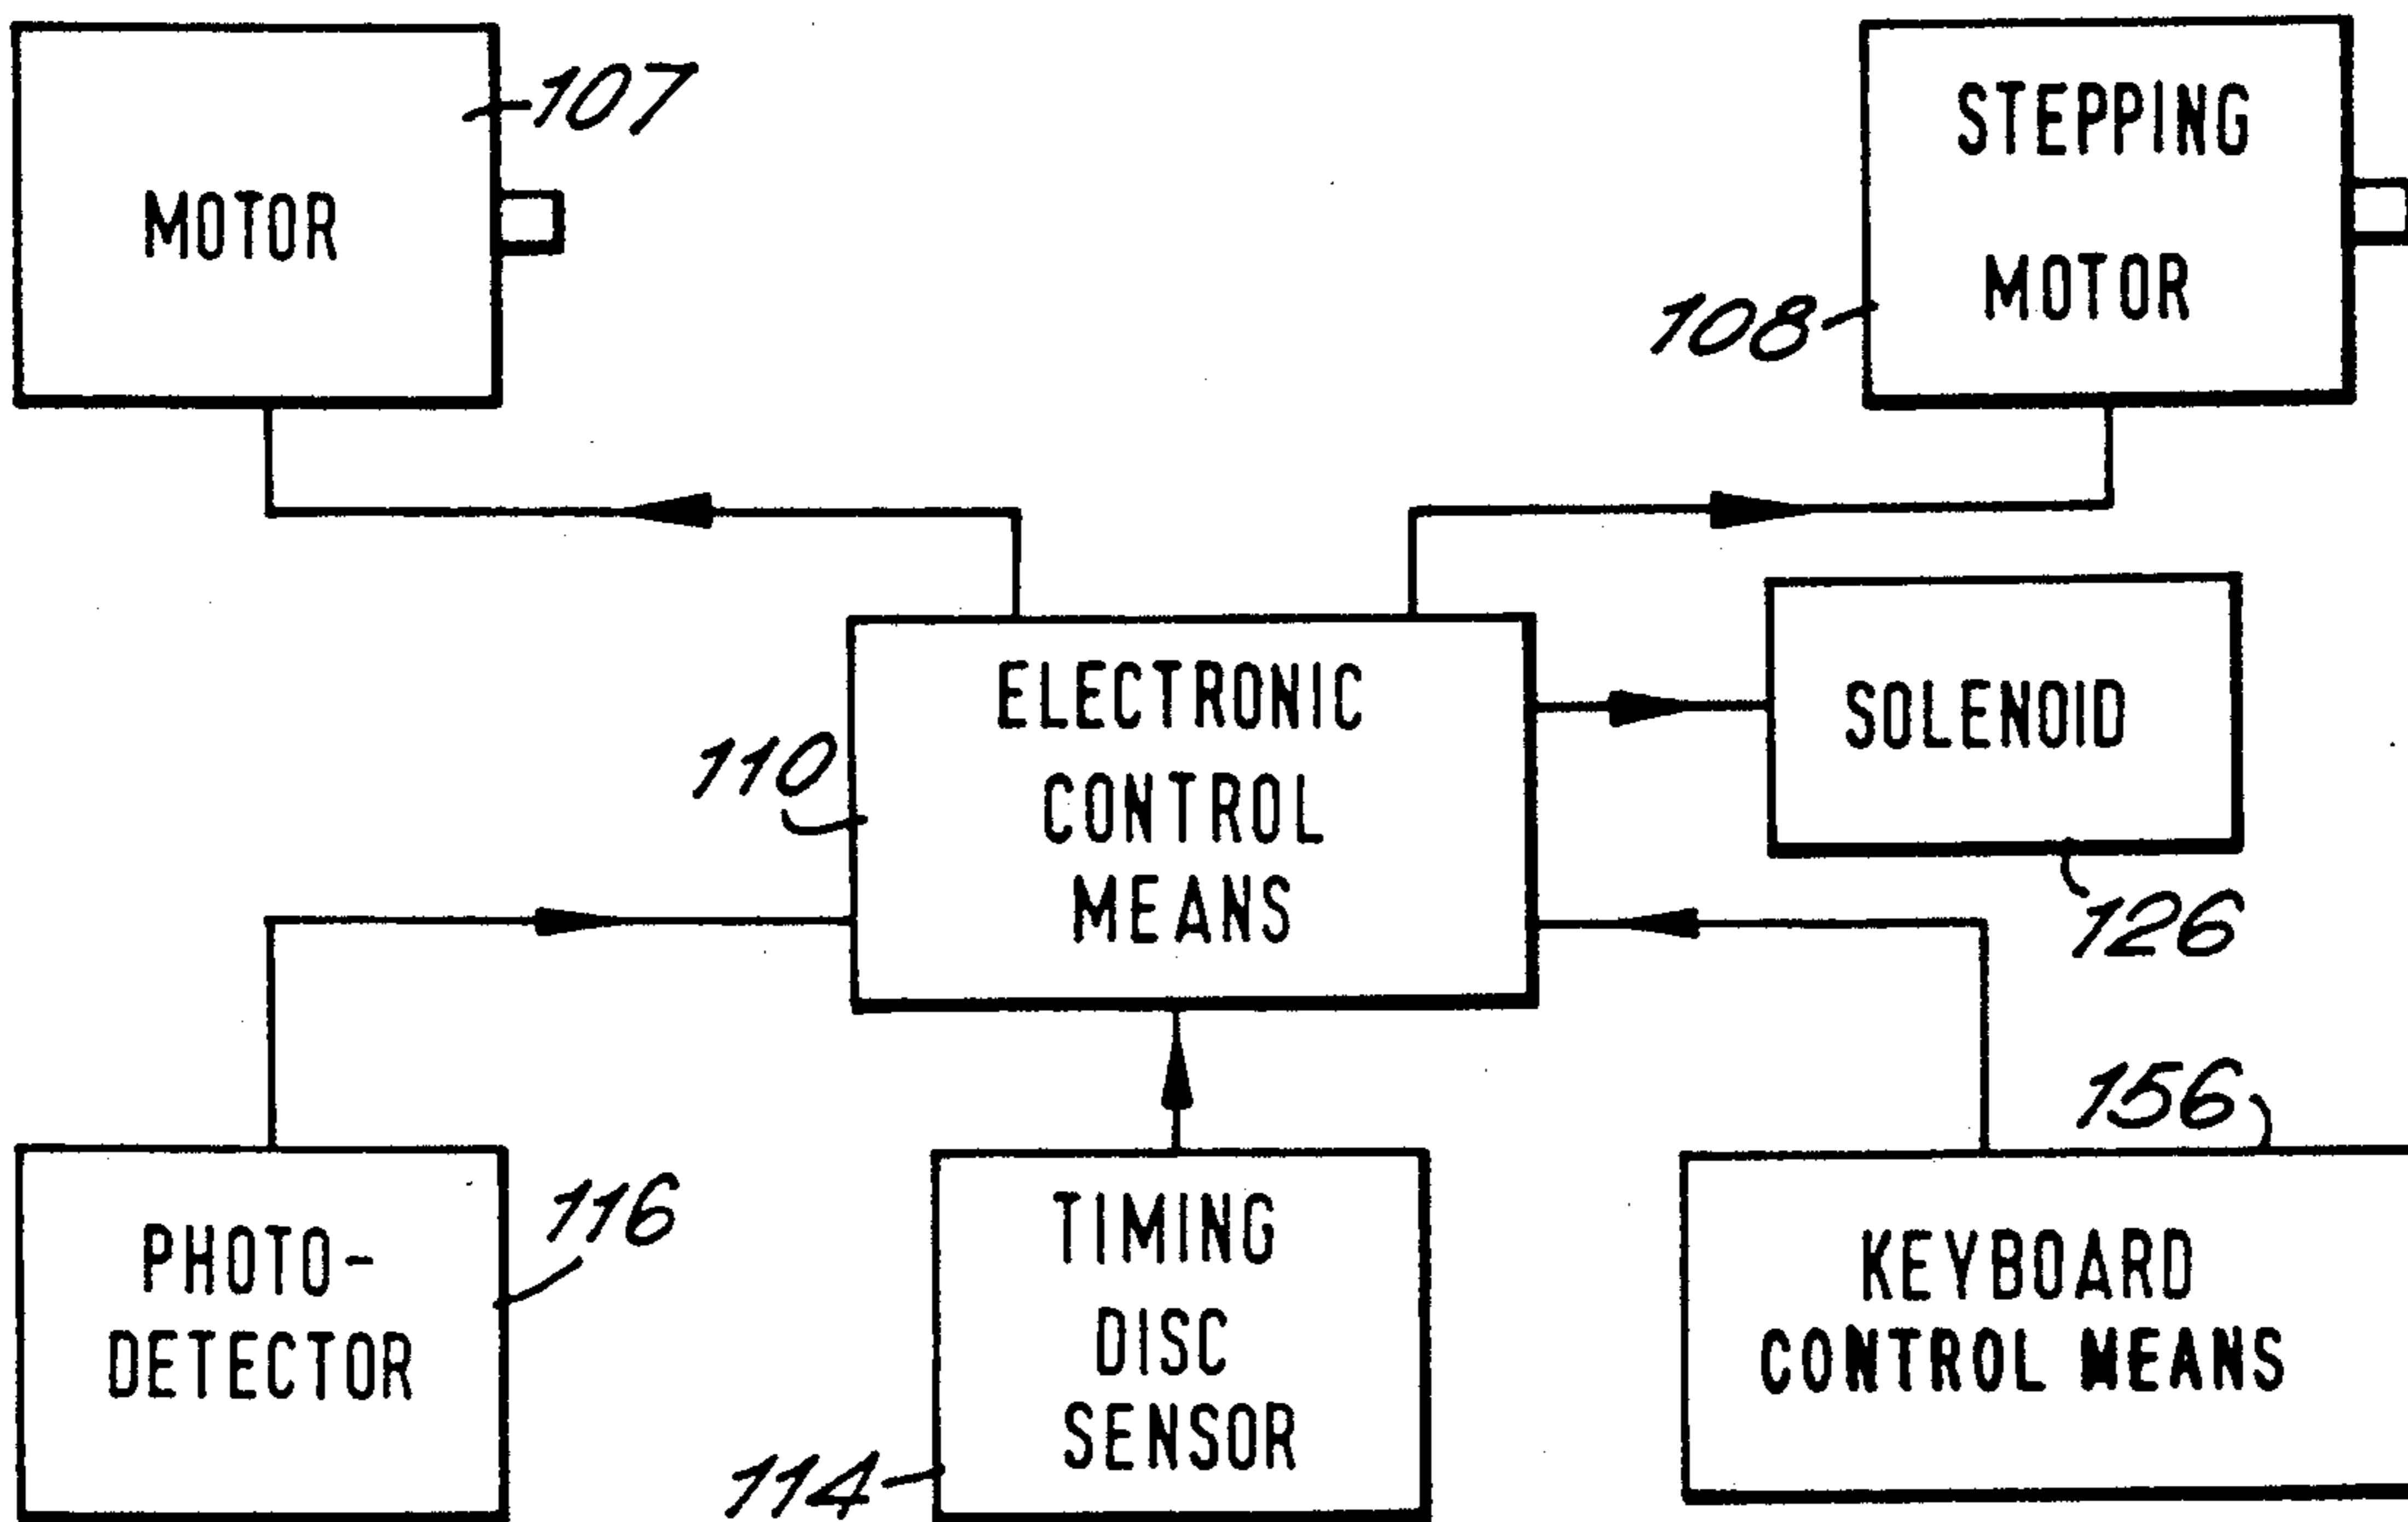 107
MOTOR
STEPPING
MOTOR
108
ELECTRONIC
CONTROL
MEANS
110
SOLENOID
126
PHOTO-
DETECTOR
116
TIMING
DISC
SENSOR
114
156
KEYBOARD
CONTROL MEANS